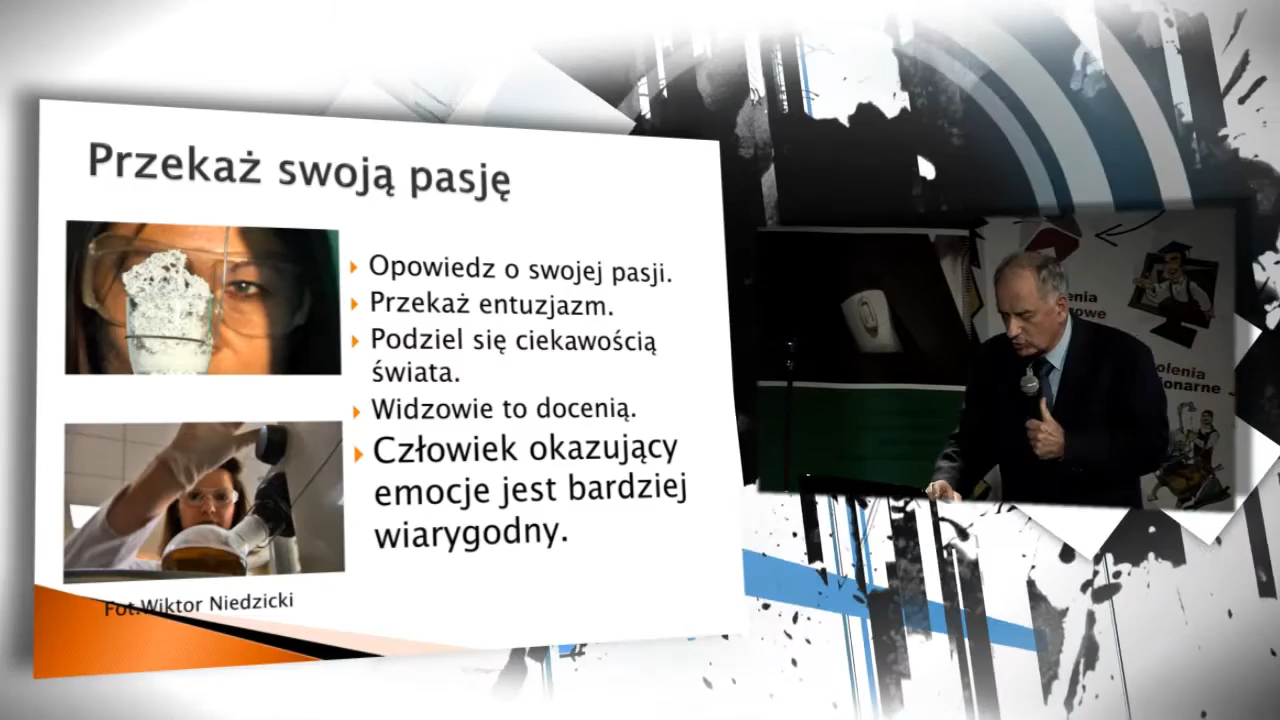 Przekaż swoją pasję
Opowiedz o swojej pasji.
Przekaż entuzjazm.
Podziel się ciekawością
świata.
Widzowie to docenią.
Człowiek okazujący
emocje jest bardziej
wiarygodny.
Fot.Wiktor Niedzicki